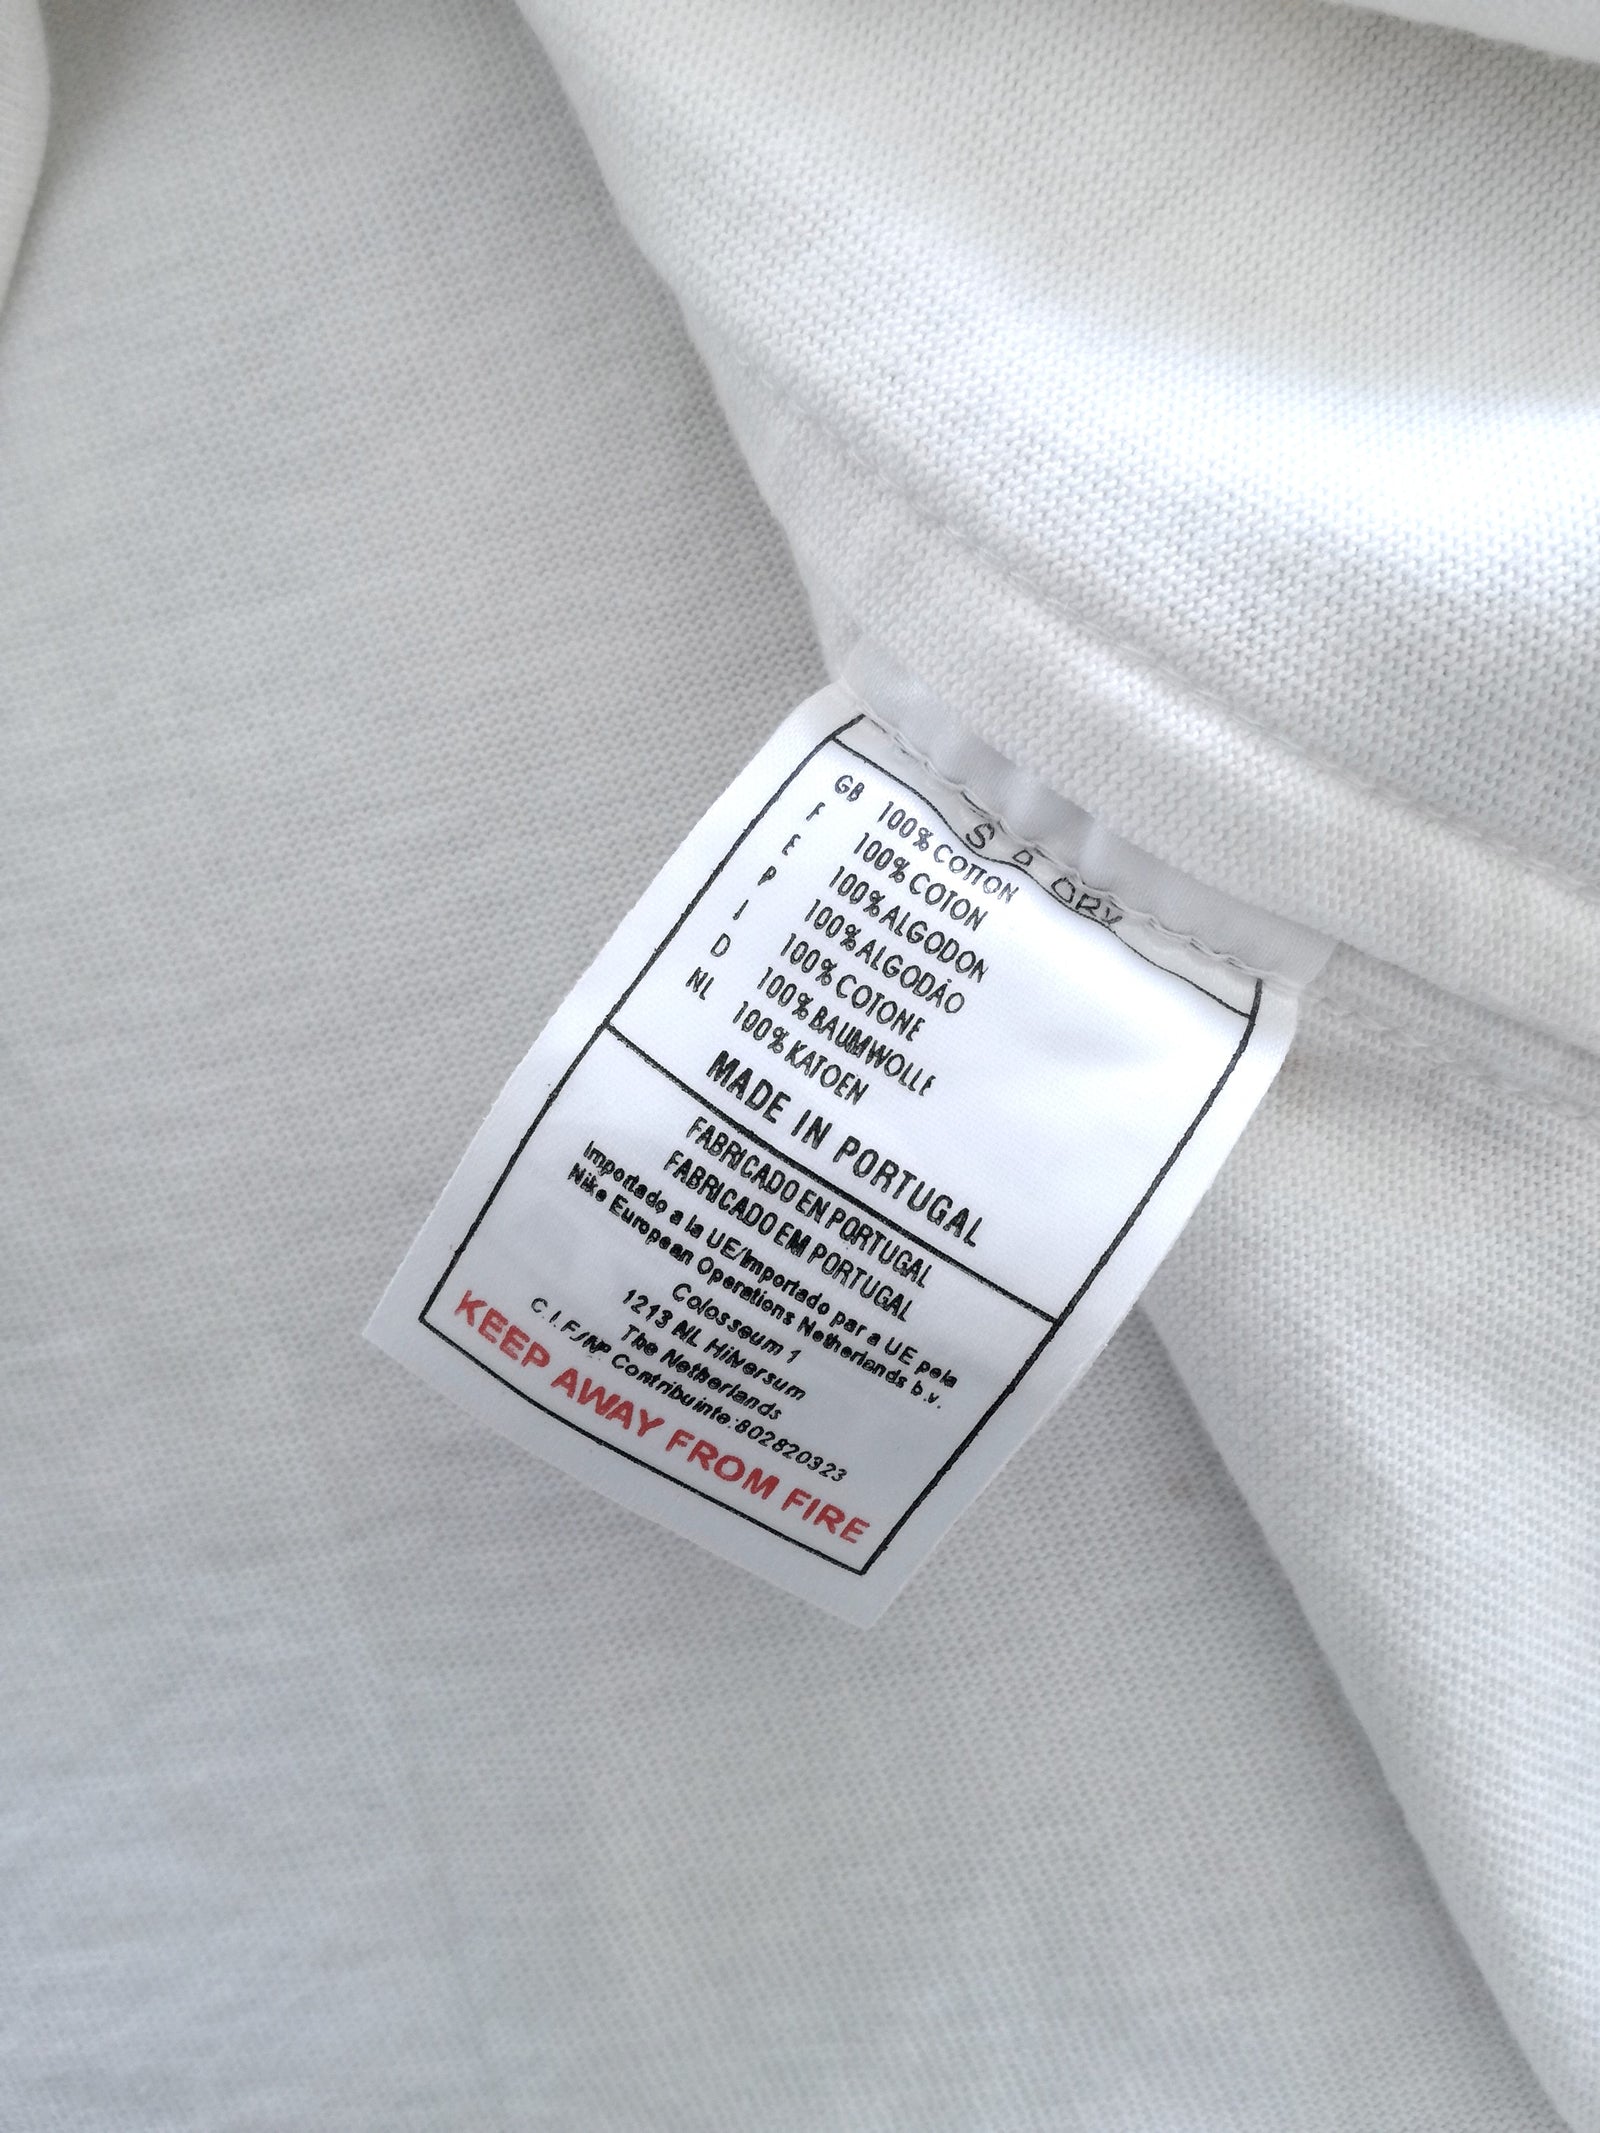 GB 100% COTTON
F 100% COTON
E 100% ALGODON
P 100% ALGODÃO
I 100% COTONE
D 100% BAUMWOLLE
NL 100% KATOEN
MADE IN PORTUGAL
FABRICADO EN PORTUGAL
FABRICADO EM PORTUGAL
Importado a la UE/Importado par a UE pela
Nike European Operations Netherlands b.v.
Colosseum 1
1213 NL Hilversum
The Netherlands
C.I.F./Nº Contribuinte:802820323
KEEP AWAY FROM FIRE